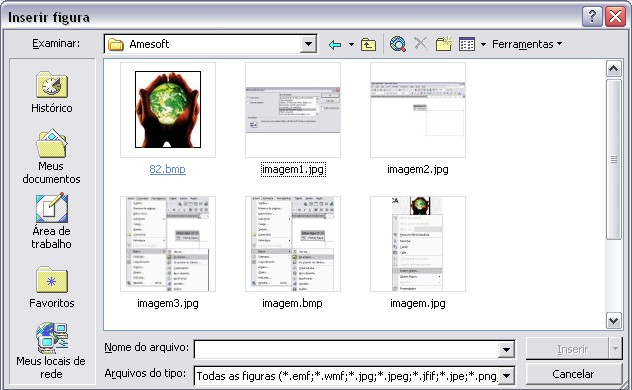 Inserir figura
Examinar:
Amesoft
Ferramentas
Histórico
Meus
documentos
Área de
trabalho
Favoritos
Meus locais de
rede
82.bmp
imagem1.jpg
imagem2.jpg
imagem3.jpg
imagem.bmp
imagem.jpg
Nome do arquivo:
Inserir
Arquivos do tipo:
Todas as figuras (*.emf;*.wmf;*.jpg;*.jpeg;*.jfif;*.jpe;*.png
Cancelar